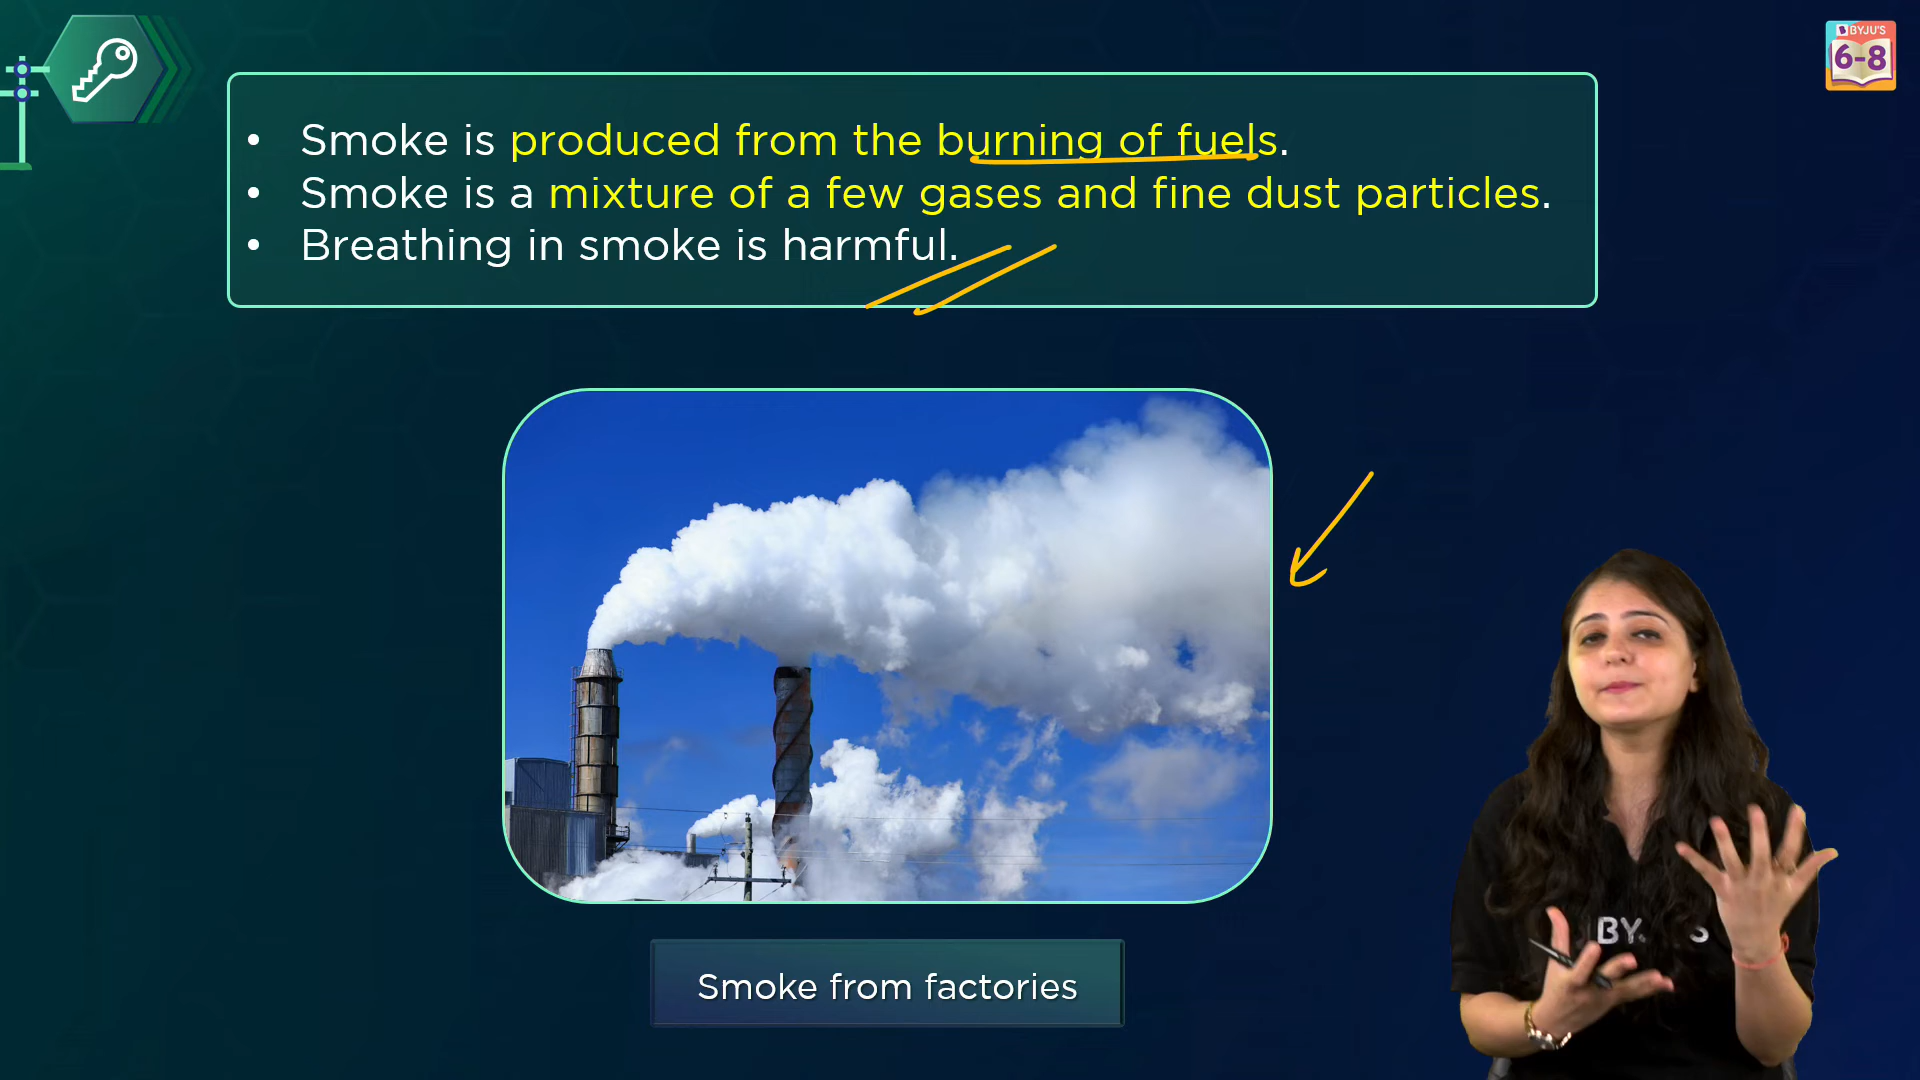 BYJU'S
6-8
• Smoke is produced from the burning of fuels.
• Smoke is a mixture of a few gases and fine dust particles.
• Breathing in smoke is harmful.
Smoke from factories